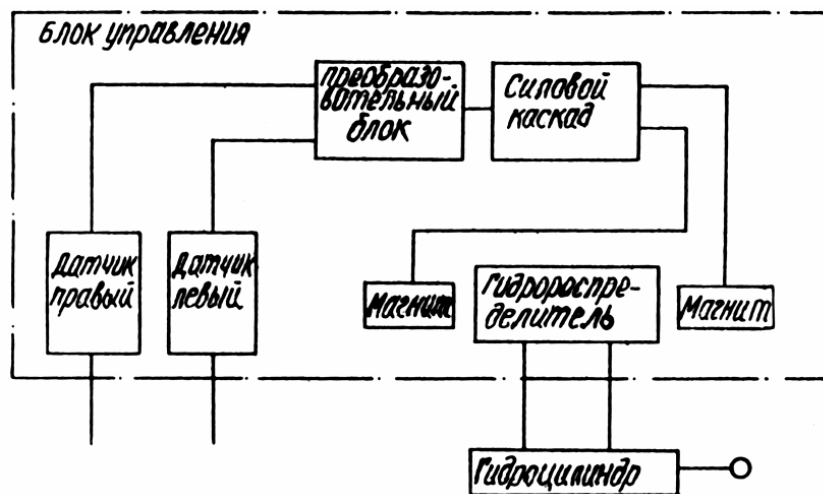 Блок управления
преобразо-
вательный
блок
Силовой
каскад
Датчик
правый
Датчик
левый
Магнит
Гидрораспре-
делитель
Магнит
Гидроцилиндр